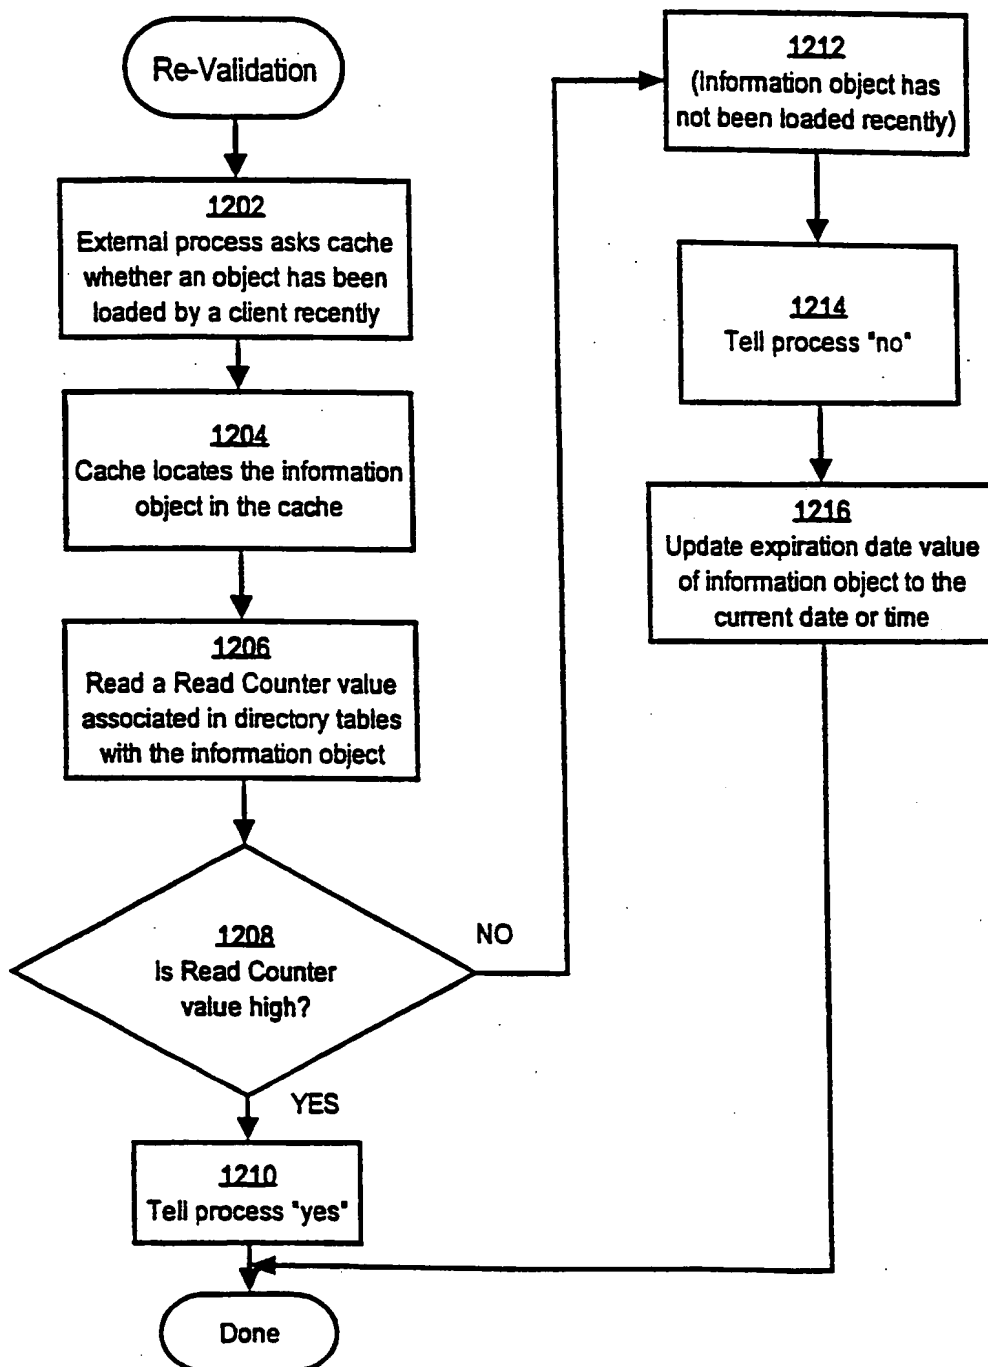 Re-Validation
1202
External process asks cache
whether an object has been
loaded by a client recently
1204
Cache locates the information
object in the cache
1206
Read a Read Counter value
associated in directory tables
with the information object
1208
Is Read Counter
value high?
NO
YES
1210
Tell process "yes"
Done
1212
(Information object has
not been loaded recently)
1214
Tell process "no"
1216
Update expiration date value
of information object to the
current date or time